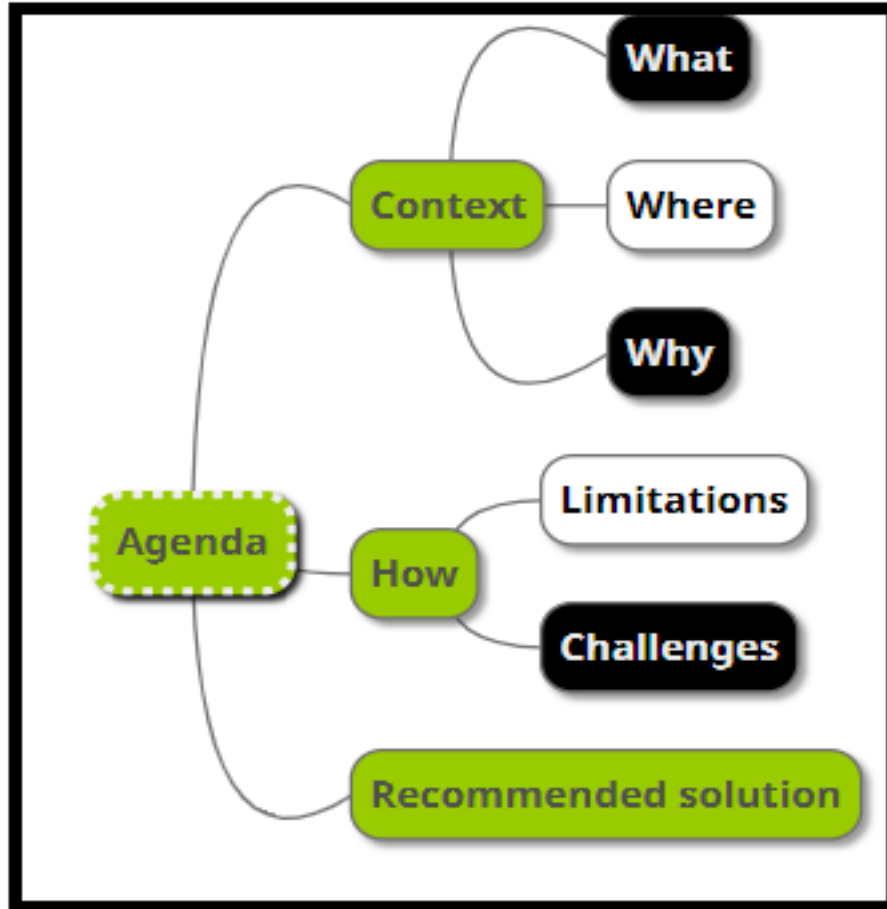 Agenda
Context
What
Where
Why
How
Limitations
Challenges
Recommended solution